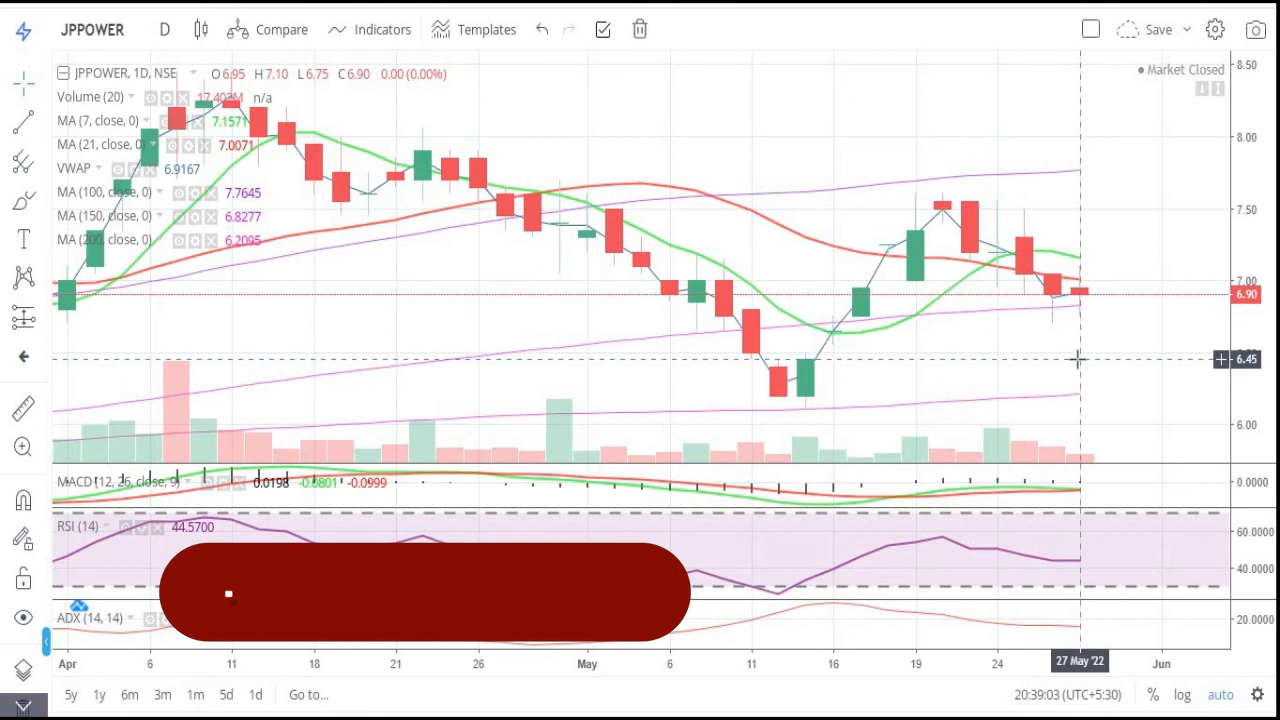 JPPOWER D Compare Indicators Templates Save
JPPOWER, 1D, NSE O6.95 H7.10 L6.75 C6.90 0.00 (0.00%)
Market Closed
Volume (20) 17.403M n/a
MA (7, close, 0) 7.1571
MA (21, close, 0) 7.0071
VWAP 6.9167
MA (100, close, 0) 7.7645
MA (150, close, 0) 6.8277
MA (200, close, 0) 6.2095
8.50
8.00
7.50
7.00
6.90
6.45
6.00
MACD (12, 26, close, 9) 0.0198 -0.0801 -0.0999
0.0000
RSI (14) 44.5700
60.0000
40.0000
ADX (14, 14)
20.0000
Apr 6 11 18 21 26 May 6 11 16 19 24 27 May '22 Jun
5y 1y 6m 3m 1m 5d 1d Go to... 20:39:03 (UTC+5:30) % log auto